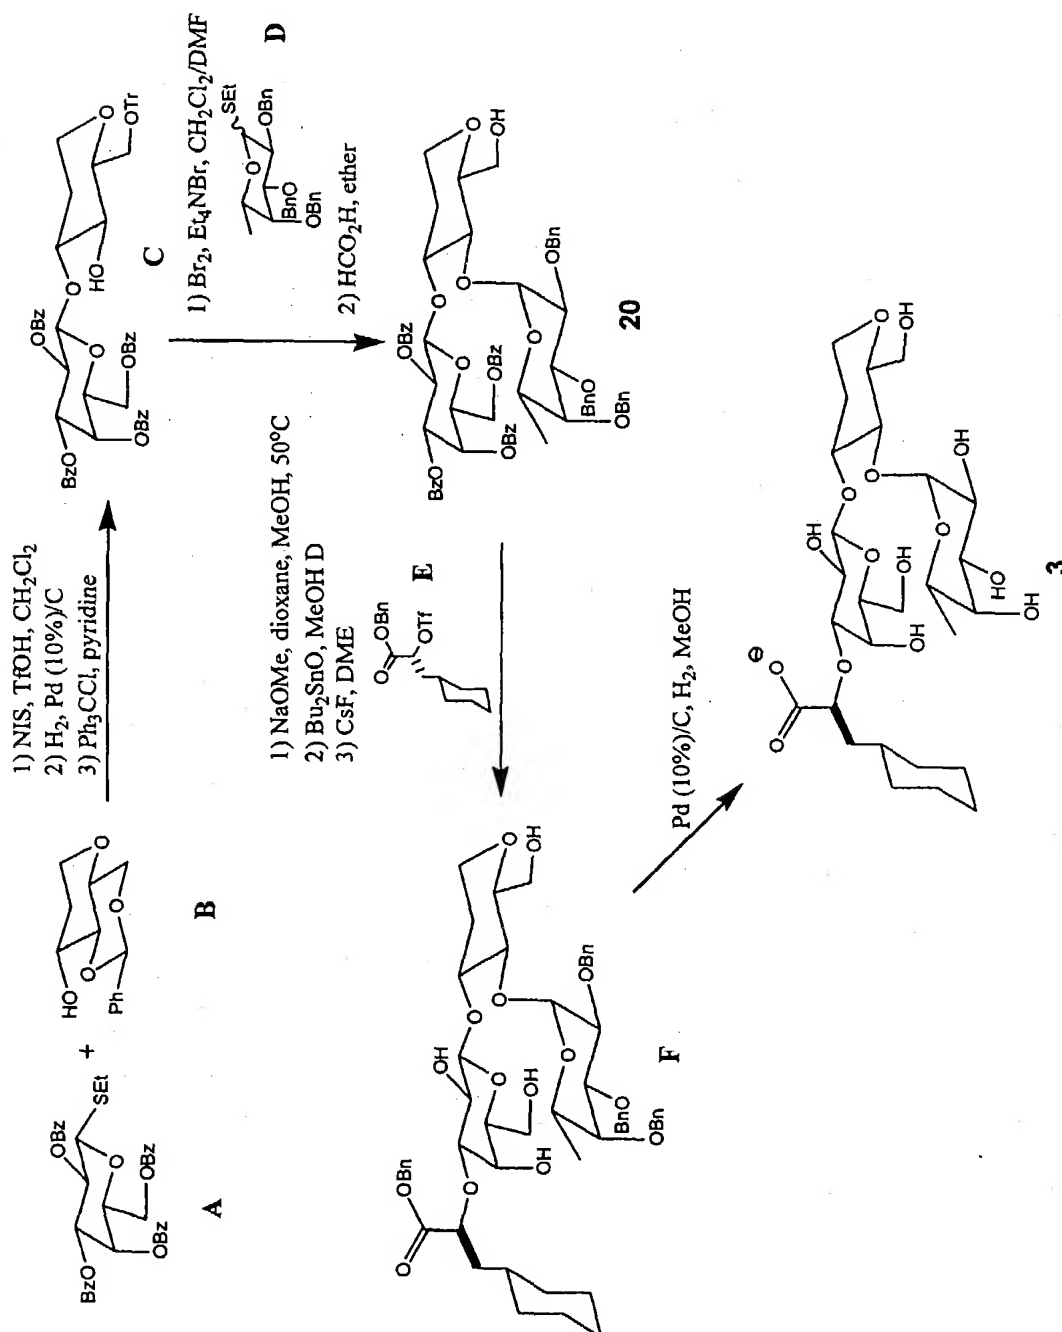 BzO
OBz
OBz
OBz
O
SEt
A
+
HO
O
O
O
Ph
B
1) NIS, TfOH, CH2Cl2
2) H2, Pd (10%)/C
3) Ph3CCl, pyridine
BzO
OBz
OBz
OBz
O
O
HO
O
OTr
C
1) Br2, Et4NBr, CH2Cl2/DMF
SEt
O
OBn
BnO
OBn
D
2) HCO2H, ether
BzO
OBz
OBz
OBz
O
O
O
O
OH
O
OBn
BnO
OBn
20
1) NaOMe, dioxane, MeOH, 50°C
2) Bu2SnO, MeOH D
3) CsF, DME
O
OBn
OTf
E
O
OBn
O
OH
O
OH
OH
O
O
O
OH
O
OBn
BnO
OBn
F
Pd (10%)/C, H2, MeOH
O
O
⊖
O
OH
O
OH
OH
O
O
O
OH
O
OH
HO
OH
3